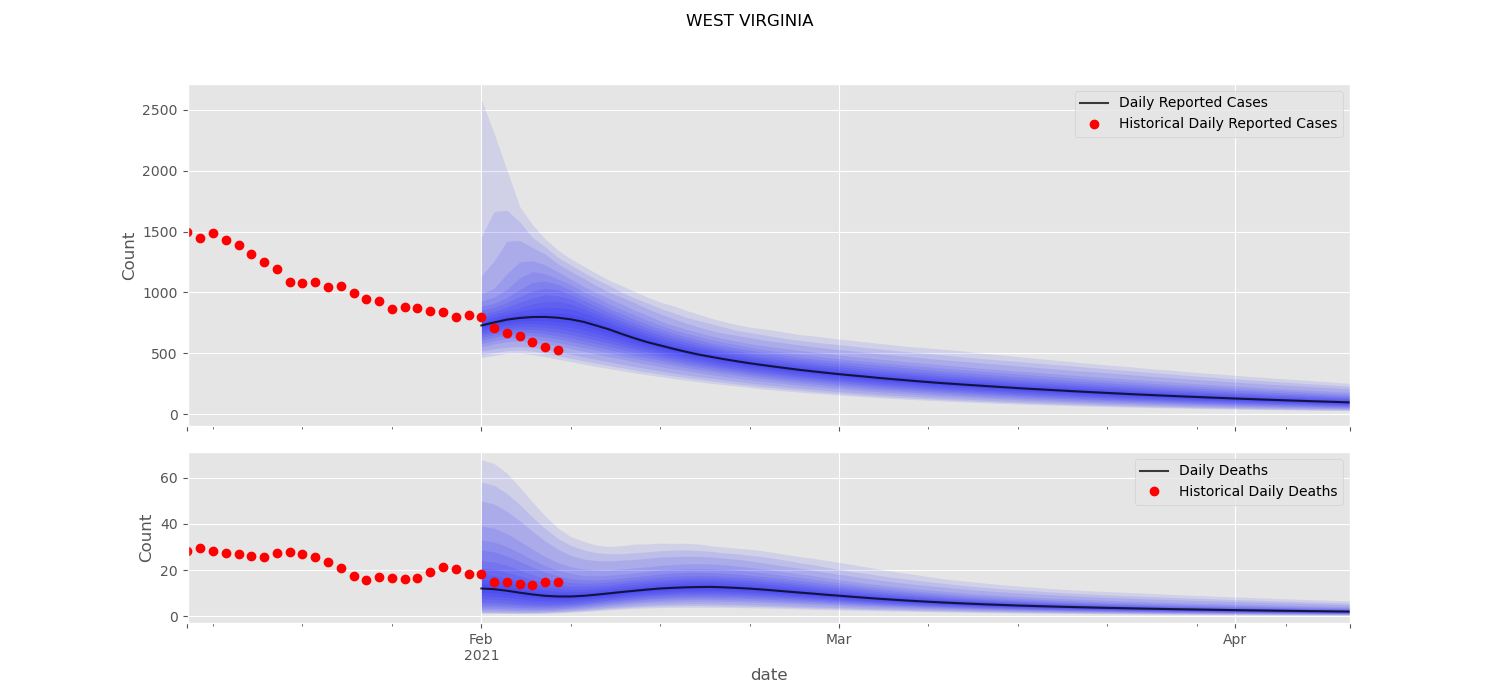 WEST VIRGINIA
Daily Reported Cases
Historical Daily Reported Cases
Count
2500
2000
1500
1000
500
0
Daily Deaths
Historical Daily Deaths
Count
60
40
20
0
Feb
2021
Mar
Apr
date